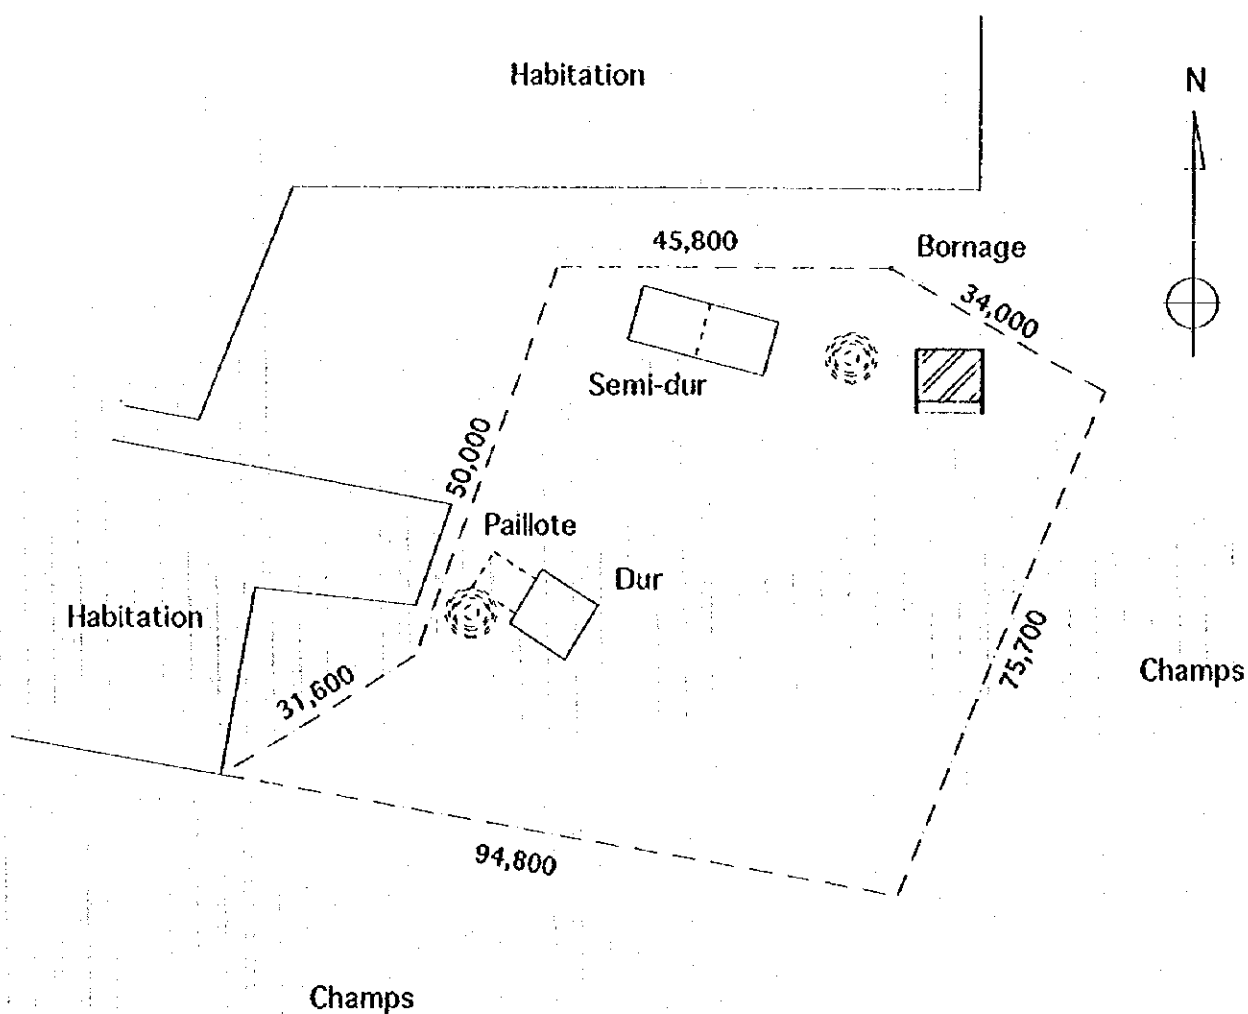 Habitation
N
45,800
Bornage
34,000
Semi-dur
50,000
Paillote
Dur
Habitation
31,600
75,700
Champs
94,800
Champs